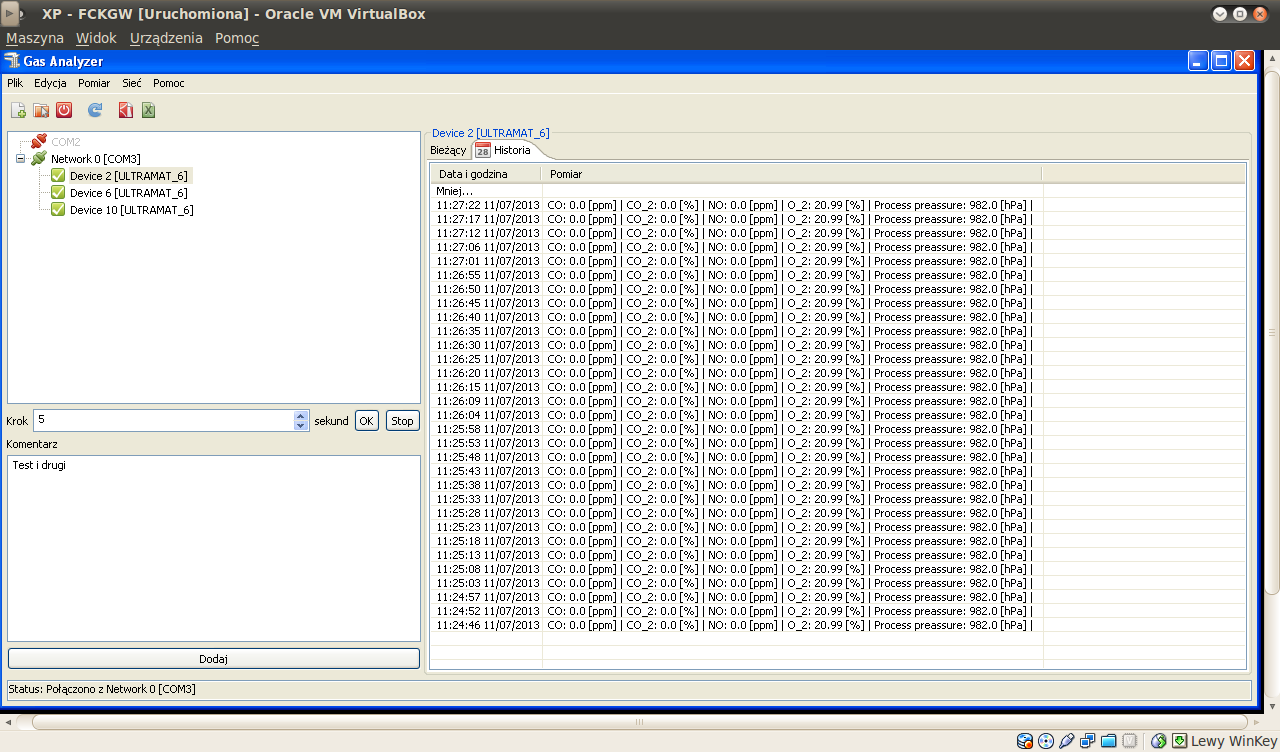 XP - FCKGW [Uruchomiona] - Oracle VM VirtualBox
Maszyna Widok Urządzenia Pomoc
Gas Analyzer
Plik Edycja Pomiar Sieć Pomoc
COM2
Network 0 [COM3]
Device 2 [ULTRAMAT_6]
Device 6 [ULTRAMAT_6]
Device 10 [ULTRAMAT_6]
Krok 5 sekund OK Stop
Komentarz
Test i drugi
Dodaj
Device 2 [ULTRAMAT_6]
Bieżący 28 Historia
Data i godzina Pomiar
Mniej...
11:27:22 11/07/2013 CO: 0.0 [ppm] | CO_2: 0.0 [%] | NO: 0.0 [ppm] | O_2: 20.99 [%] | Process preassure: 982.0 [hPa] |
11:27:17 11/07/2013 CO: 0.0 [ppm] | CO_2: 0.0 [%] | NO: 0.0 [ppm] | O_2: 20.99 [%] | Process preassure: 982.0 [hPa] |
11:27:12 11/07/2013 CO: 0.0 [ppm] | CO_2: 0.0 [%] | NO: 0.0 [ppm] | O_2: 20.99 [%] | Process preassure: 982.0 [hPa] |
11:27:06 11/07/2013 CO: 0.0 [ppm] | CO_2: 0.0 [%] | NO: 0.0 [ppm] | O_2: 20.99 [%] | Process preassure: 982.0 [hPa] |
11:27:01 11/07/2013 CO: 0.0 [ppm] | CO_2: 0.0 [%] | NO: 0.0 [ppm] | O_2: 20.99 [%] | Process preassure: 982.0 [hPa] |
11:26:55 11/07/2013 CO: 0.0 [ppm] | CO_2: 0.0 [%] | NO: 0.0 [ppm] | O_2: 20.99 [%] | Process preassure: 982.0 [hPa] |
11:26:50 11/07/2013 CO: 0.0 [ppm] | CO_2: 0.0 [%] | NO: 0.0 [ppm] | O_2: 20.99 [%] | Process preassure: 982.0 [hPa] |
11:26:45 11/07/2013 CO: 0.0 [ppm] | CO_2: 0.0 [%] | NO: 0.0 [ppm] | O_2: 20.99 [%] | Process preassure: 982.0 [hPa] |
11:26:40 11/07/2013 CO: 0.0 [ppm] | CO_2: 0.0 [%] | NO: 0.0 [ppm] | O_2: 20.99 [%] | Process preassure: 982.0 [hPa] |
11:26:35 11/07/2013 CO: 0.0 [ppm] | CO_2: 0.0 [%] | NO: 0.0 [ppm] | O_2: 20.99 [%] | Process preassure: 982.0 [hPa] |
11:26:30 11/07/2013 CO: 0.0 [ppm] | CO_2: 0.0 [%] | NO: 0.0 [ppm] | O_2: 20.99 [%] | Process preassure: 982.0 [hPa] |
11:26:25 11/07/2013 CO: 0.0 [ppm] | CO_2: 0.0 [%] | NO: 0.0 [ppm] | O_2: 20.99 [%] | Process preassure: 982.0 [hPa] |
11:26:20 11/07/2013 CO: 0.0 [ppm] | CO_2: 0.0 [%] | NO: 0.0 [ppm] | O_2: 20.99 [%] | Process preassure: 982.0 [hPa] |
11:26:15 11/07/2013 CO: 0.0 [ppm] | CO_2: 0.0 [%] | NO: 0.0 [ppm] | O_2: 20.99 [%] | Process preassure: 982.0 [hPa] |
11:26:09 11/07/2013 CO: 0.0 [ppm] | CO_2: 0.0 [%] | NO: 0.0 [ppm] | O_2: 20.99 [%] | Process preassure: 982.0 [hPa] |
11:26:04 11/07/2013 CO: 0.0 [ppm] | CO_2: 0.0 [%] | NO: 0.0 [ppm] | O_2: 20.99 [%] | Process preassure: 982.0 [hPa] |
11:25:58 11/07/2013 CO: 0.0 [ppm] | CO_2: 0.0 [%] | NO: 0.0 [ppm] | O_2: 20.99 [%] | Process preassure: 982.0 [hPa] |
11:25:53 11/07/2013 CO: 0.0 [ppm] | CO_2: 0.0 [%] | NO: 0.0 [ppm] | O_2: 20.99 [%] | Process preassure: 982.0 [hPa] |
11:25:48 11/07/2013 CO: 0.0 [ppm] | CO_2: 0.0 [%] | NO: 0.0 [ppm] | O_2: 20.99 [%] | Process preassure: 982.0 [hPa] |
11:25:43 11/07/2013 CO: 0.0 [ppm] | CO_2: 0.0 [%] | NO: 0.0 [ppm] | O_2: 20.99 [%] | Process preassure: 982.0 [hPa] |
11:25:38 11/07/2013 CO: 0.0 [ppm] | CO_2: 0.0 [%] | NO: 0.0 [ppm] | O_2: 20.99 [%] | Process preassure: 982.0 [hPa] |
11:25:33 11/07/2013 CO: 0.0 [ppm] | CO_2: 0.0 [%] | NO: 0.0 [ppm] | O_2: 20.99 [%] | Process preassure: 982.0 [hPa] |
11:25:28 11/07/2013 CO: 0.0 [ppm] | CO_2: 0.0 [%] | NO: 0.0 [ppm] | O_2: 20.99 [%] | Process preassure: 982.0 [hPa] |
11:25:23 11/07/2013 CO: 0.0 [ppm] | CO_2: 0.0 [%] | NO: 0.0 [ppm] | O_2: 20.99 [%] | Process preassure: 982.0 [hPa] |
11:25:18 11/07/2013 CO: 0.0 [ppm] | CO_2: 0.0 [%] | NO: 0.0 [ppm] | O_2: 20.99 [%] | Process preassure: 982.0 [hPa] |
11:25:13 11/07/2013 CO: 0.0 [ppm] | CO_2: 0.0 [%] | NO: 0.0 [ppm] | O_2: 20.99 [%] | Process preassure: 982.0 [hPa] |
11:25:08 11/07/2013 CO: 0.0 [ppm] | CO_2: 0.0 [%] | NO: 0.0 [ppm] | O_2: 20.99 [%] | Process preassure: 982.0 [hPa] |
11:25:03 11/07/2013 CO: 0.0 [ppm] | CO_2: 0.0 [%] | NO: 0.0 [ppm] | O_2: 20.99 [%] | Process preassure: 982.0 [hPa] |
11:24:57 11/07/2013 CO: 0.0 [ppm] | CO_2: 0.0 [%] | NO: 0.0 [ppm] | O_2: 20.99 [%] | Process preassure: 982.0 [hPa] |
11:24:52 11/07/2013 CO: 0.0 [ppm] | CO_2: 0.0 [%] | NO: 0.0 [ppm] | O_2: 20.99 [%] | Process preassure: 982.0 [hPa] |
11:24:46 11/07/2013 CO: 0.0 [ppm] | CO_2: 0.0 [%] | NO: 0.0 [ppm] | O_2: 20.99 [%] | Process preassure: 982.0 [hPa] |
Status: Połączono z Network 0 [COM3]
Lewy WinKey